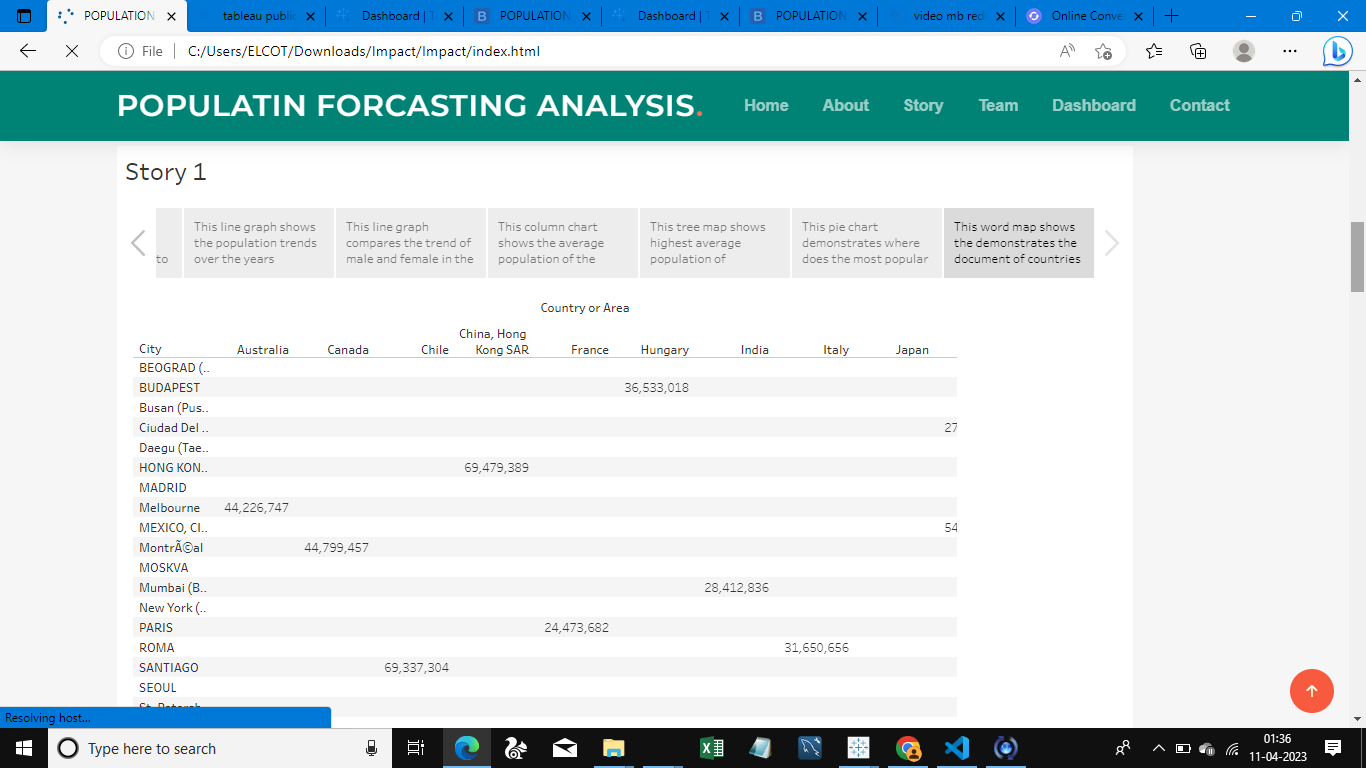 POPULATION
tableau public
Dashboard | T
POPULATION
Dashboard | T
POPULATION
video mb red
Online Conve
File
C:/Users/ELCOT/Downloads/Impact/Impact/index.html
POPULATIN FORCASTING ANALYSIS.
Home About Story Team Dashboard Contact
Story 1
to
This line graph shows
the population trends
over the years
This line graph
compares the trend of
male and female in the
This column chart
shows the average
population of the
This tree map shows
highest average
population of
This pie chart
demonstrates where
does the most popular
This word map shows
the demonstrates the
document of countries
Country or Area
City Australia Canada Chile China, Hong Kong SAR France Hungary India Italy Japan
BEOGRAD (..
BUDAPEST 36,533,018
Busan (Pus..
Ciudad Del .. 27
Daegu (Tae..
HONG KON.. 69,479,389
MADRID
Melbourne 44,226,747
MEXICO, CI.. 54
MontrÃ©al 44,799,457
MOSKVA
Mumbai (B.. 28,412,836
New York (..
PARIS 24,473,682
ROMA 31,650,656
SANTIAGO 69,337,304
SEOUL
Resolving host...
Type here to search
01:36
11-04-2023